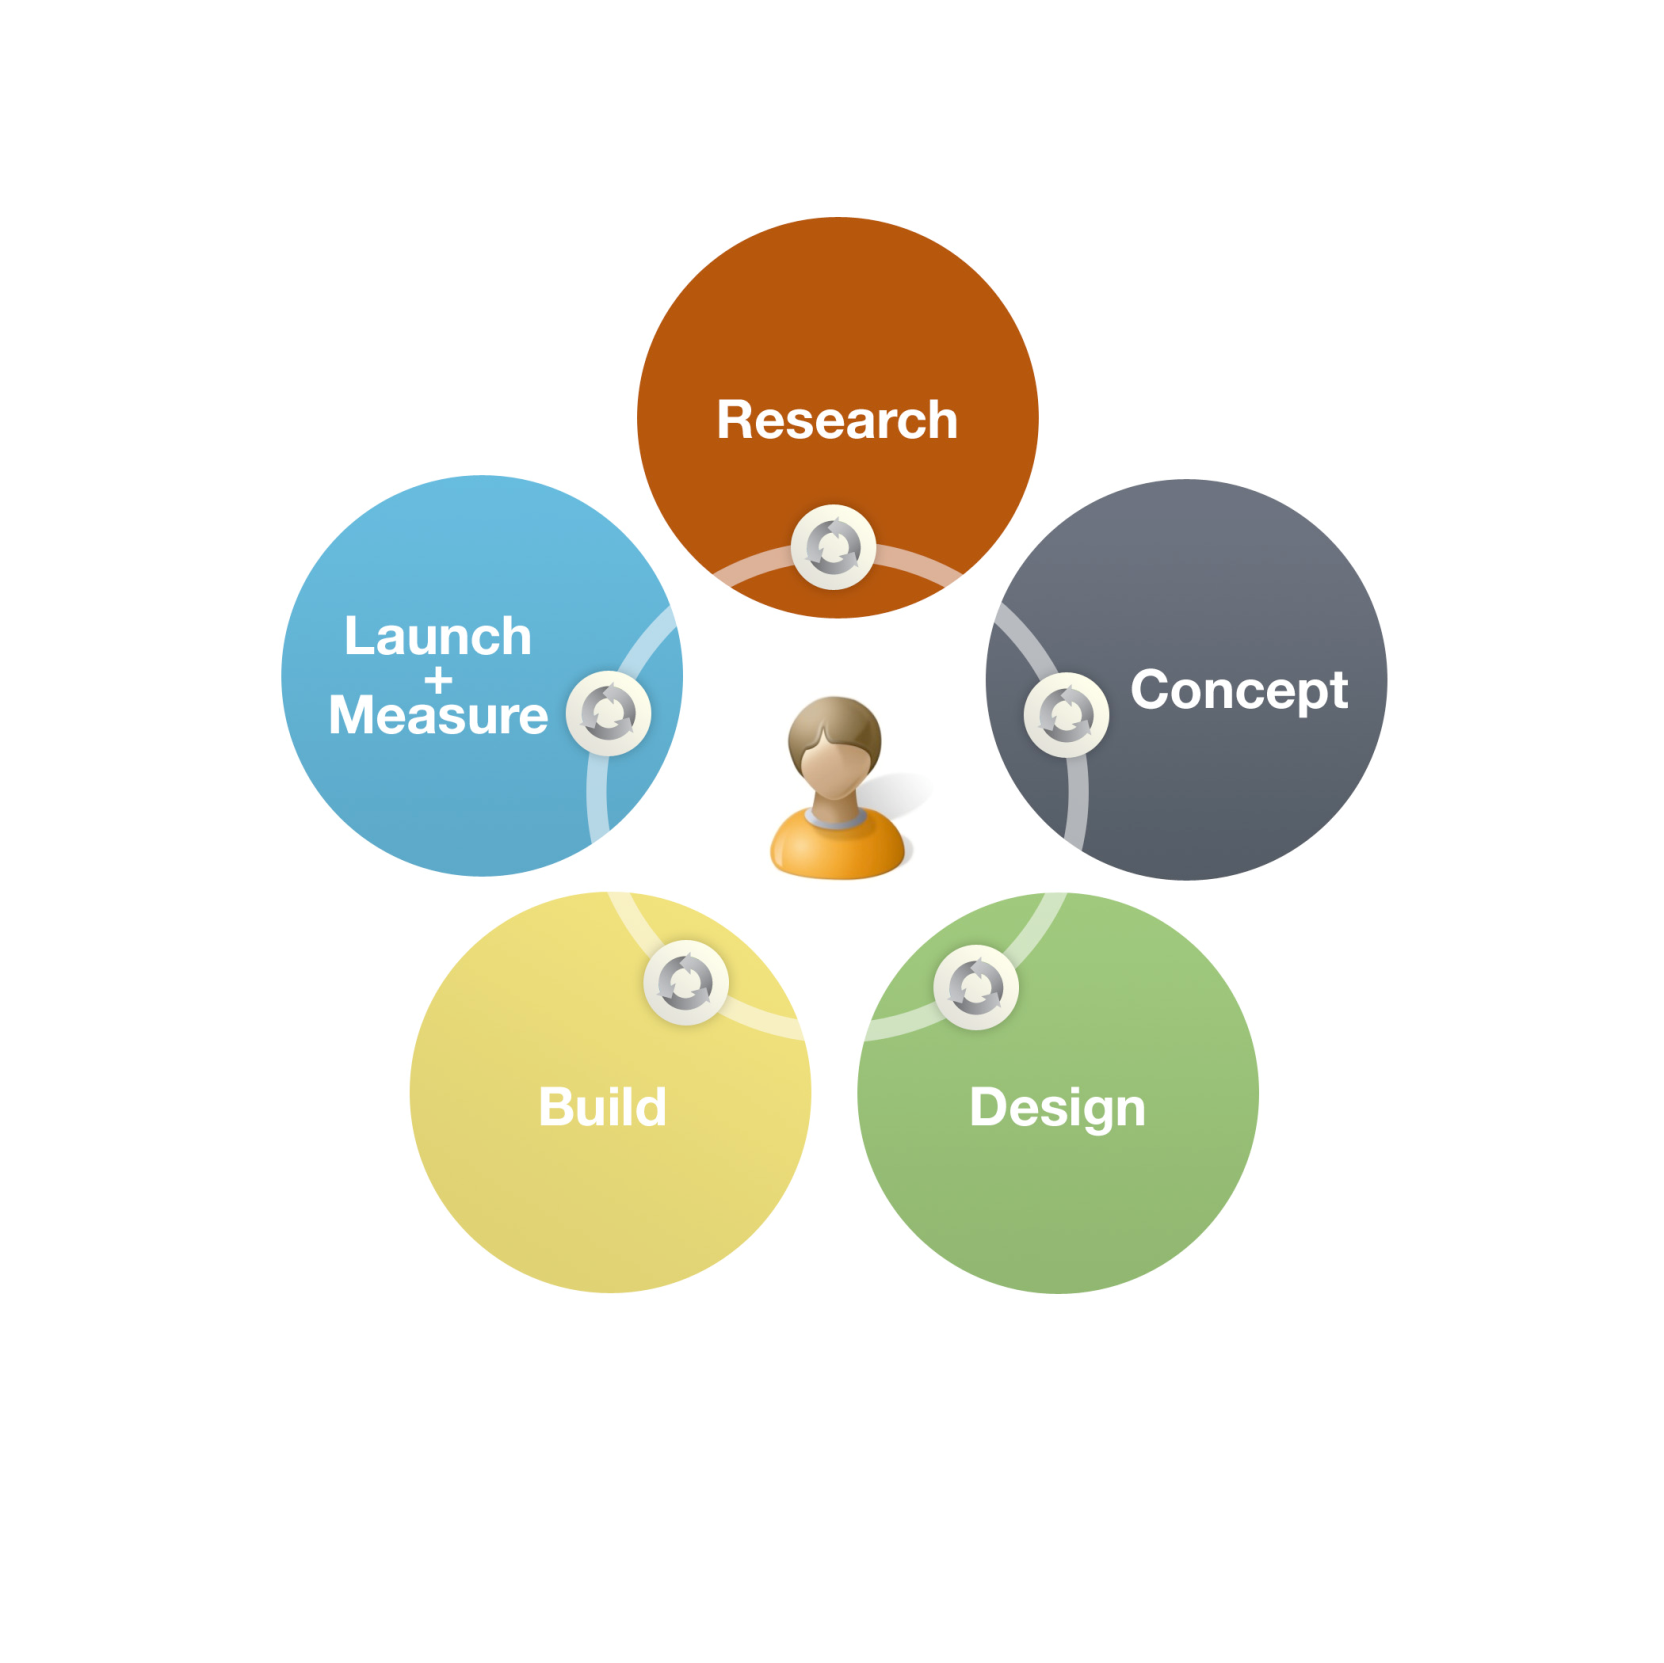 Research
Concept
Design
Build
Launch
+
Measure